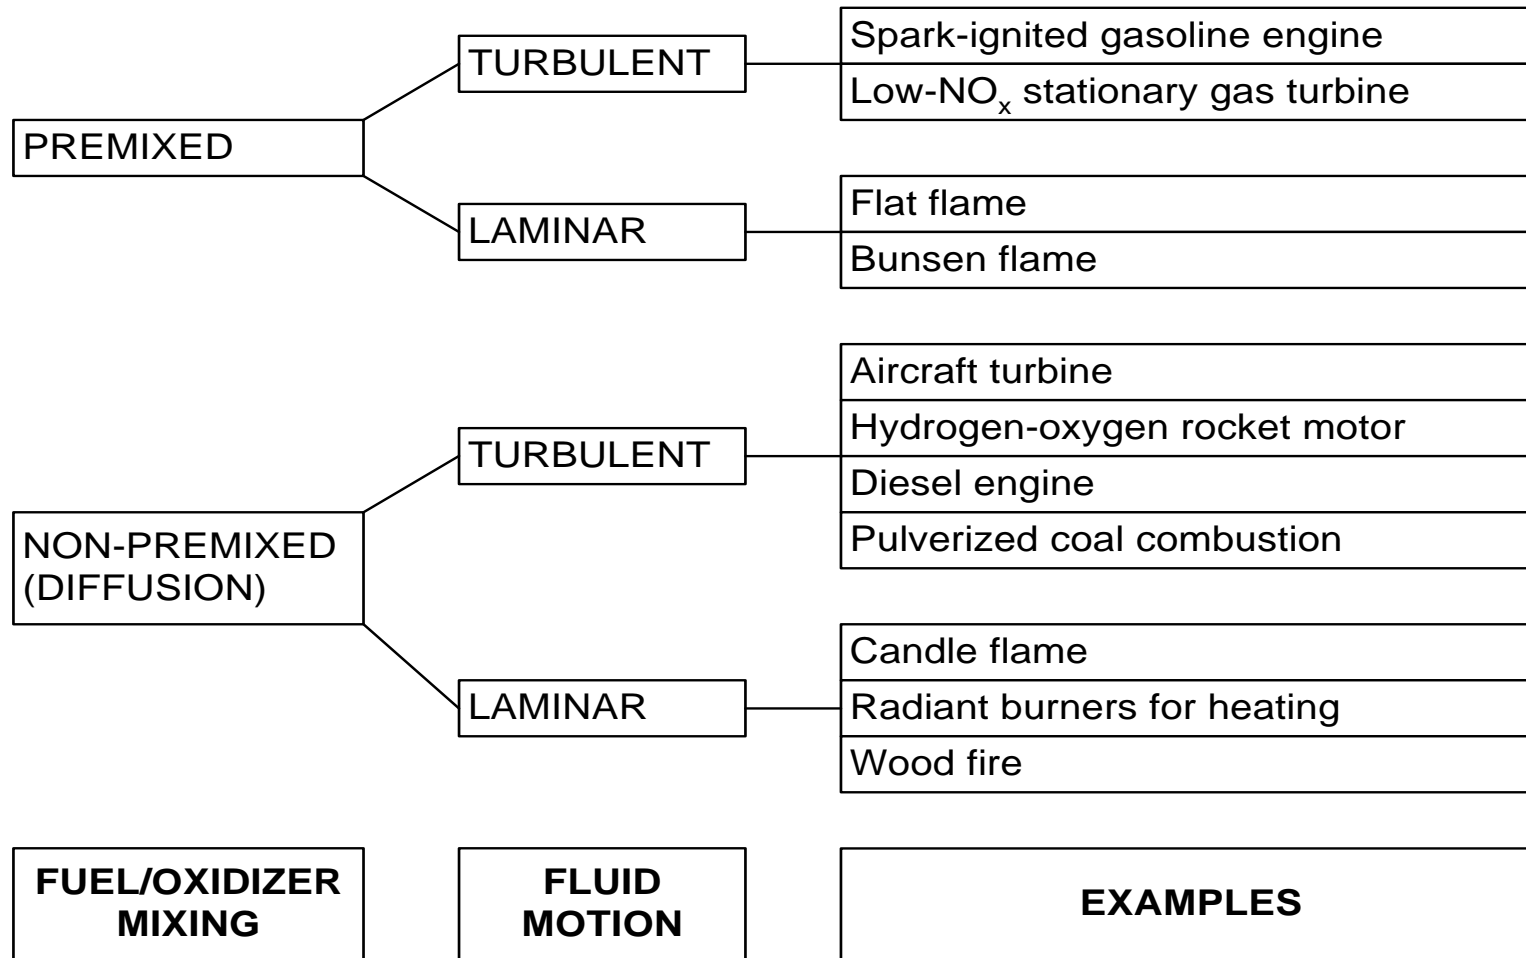 PREMIXED
TURBULENT
Spark-ignited gasoline engine
Low-NOx stationary gas turbine
LAMINAR
Flat flame
Bunsen flame
NON-PREMIXED
(DIFFUSION)
TURBULENT
Aircraft turbine
Hydrogen-oxygen rocket motor
Diesel engine
Pulverized coal combustion
LAMINAR
Candle flame
Radiant burners for heating
Wood fire
FUEL/OXIDIZER
MIXING
FLUID
MOTION
EXAMPLES